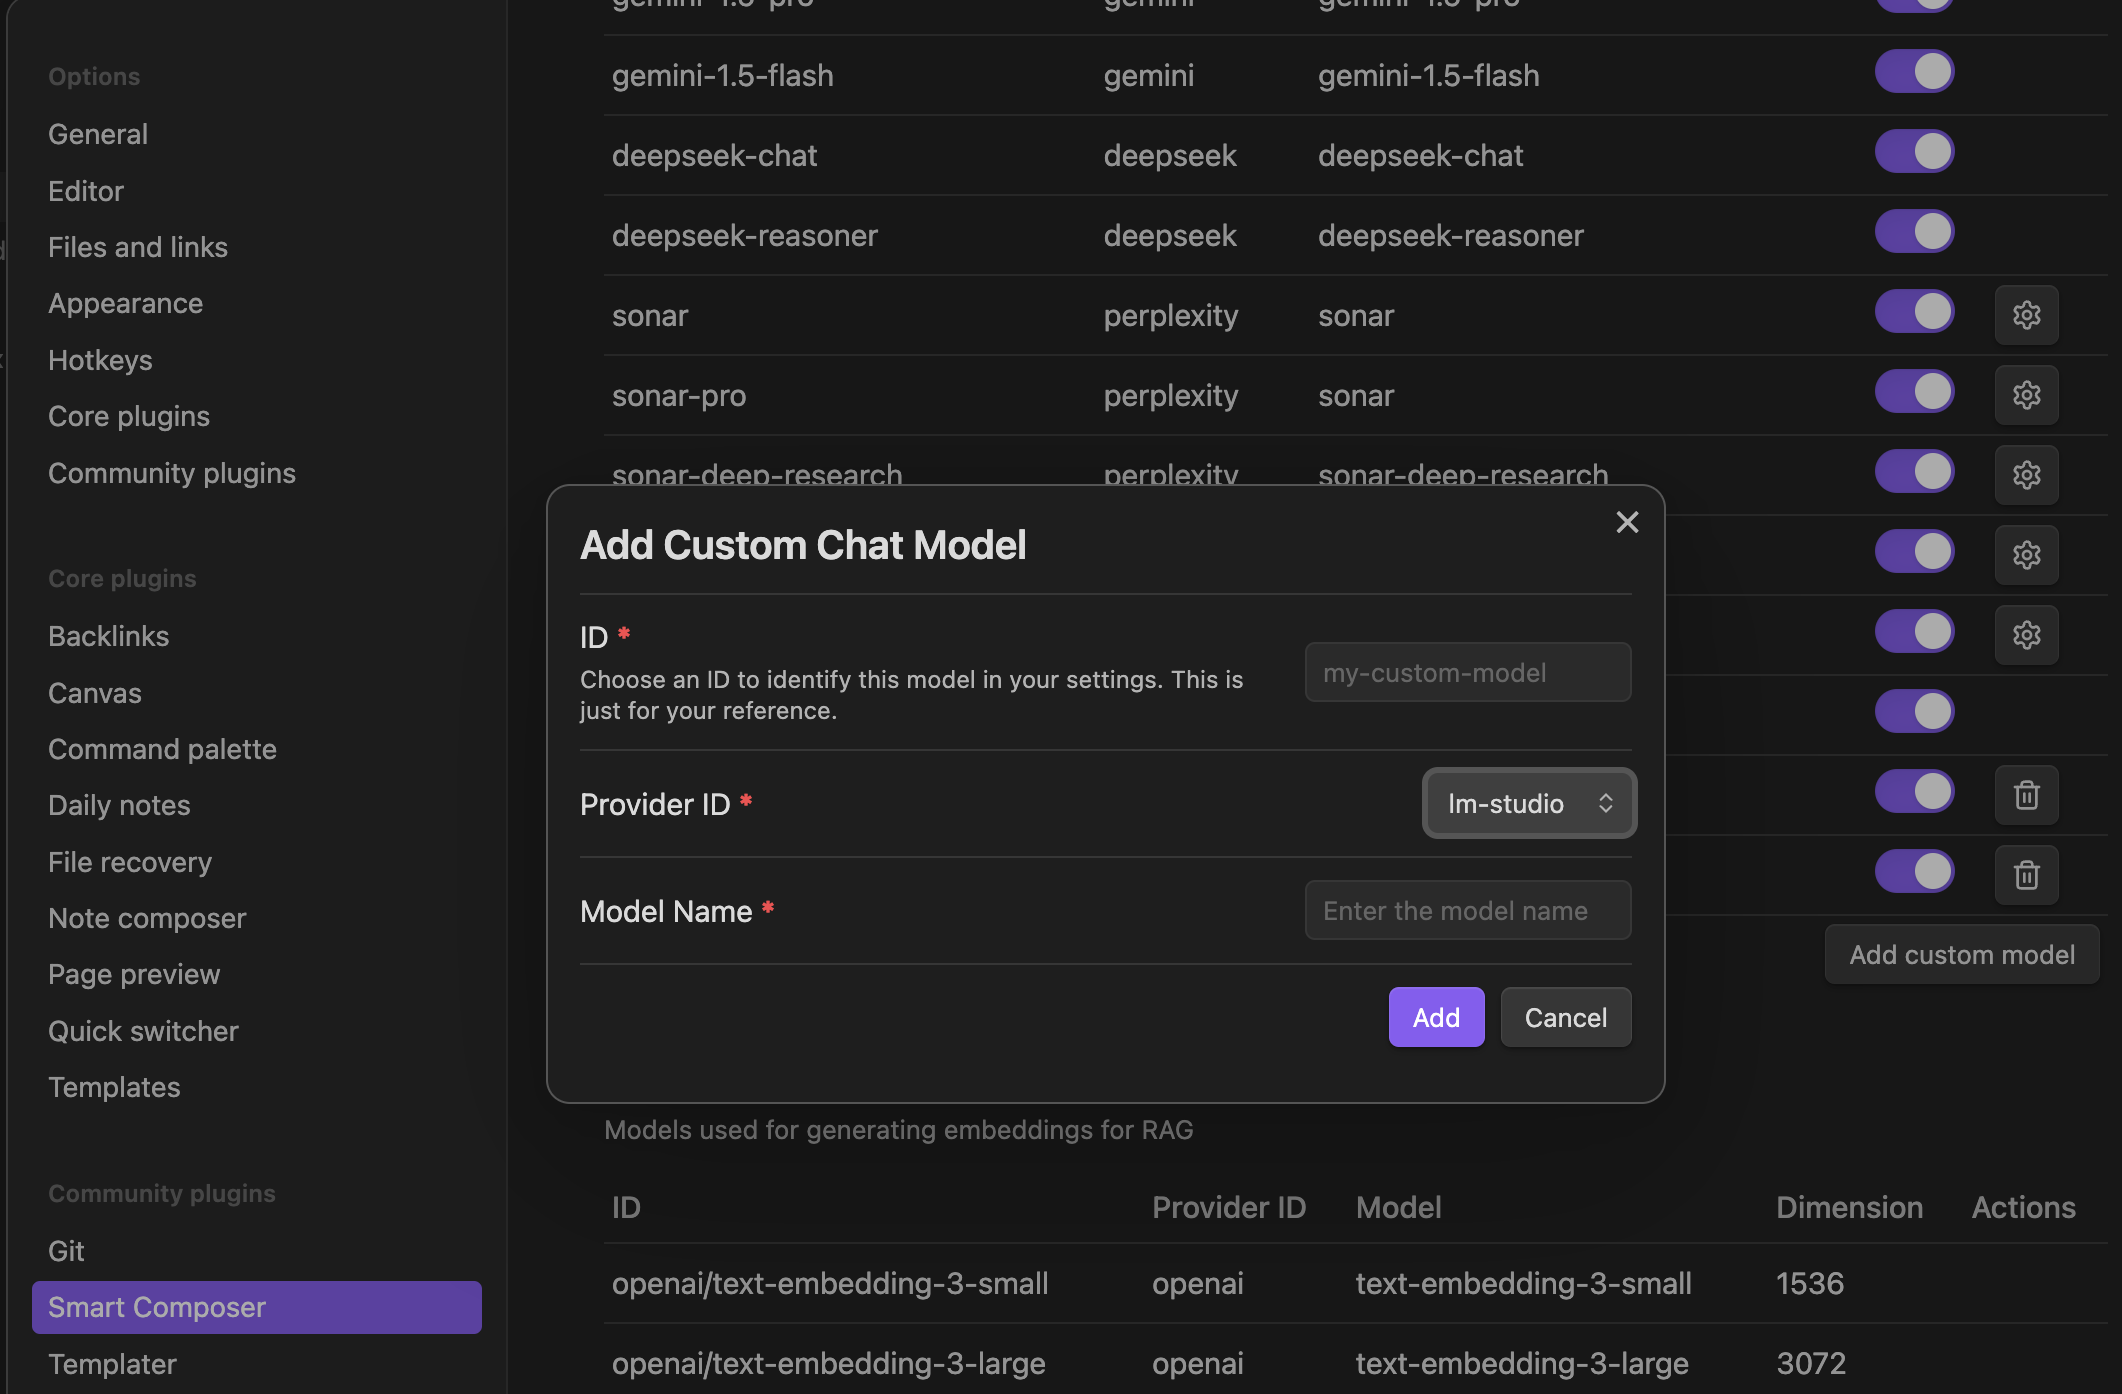 Options
General
Editor
Files and links
Appearance
Hotkeys
Core plugins
Community plugins
Core plugins
Backlinks
Canvas
Command palette
Daily notes
File recovery
Note composer
Page preview
Quick switcher
Templates
Community plugins
Git
Smart Composer
Templater
gemini-1.5-flash gemini gemini-1.5-flash
deepseek-chat deepseek deepseek-chat
deepseek-reasoner deepseek deepseek-reasoner
sonar perplexity sonar
sonar-pro perplexity sonar
sonar-deep-research perplexity sonar-deep-research
Add Custom Chat Model
ID *
Choose an ID to identify this model in your settings. This is
just for your reference.
my-custom-model
Provider ID *
lm-studio
Model Name *
Enter the model name
Add Cancel
Add custom model
Models used for generating embeddings for RAG
ID Provider ID Model Dimension Actions
openai/text-embedding-3-small openai text-embedding-3-small 1536
openai/text-embedding-3-large openai text-embedding-3-large 3072